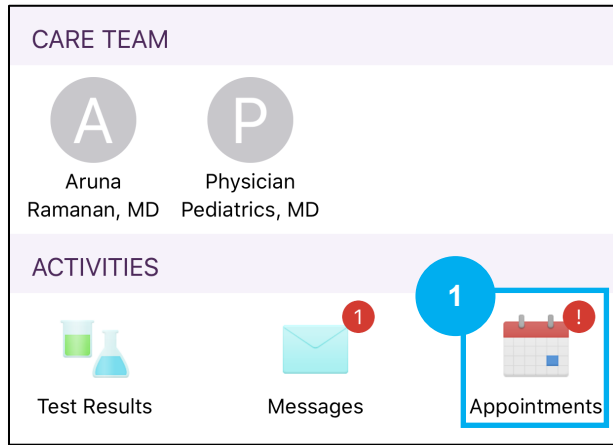 CARE TEAM
A
P
Aruna
Ramanan, MD
Physician
Pediatrics, MD
ACTIVITIES
1
1
!
Test Results
Messages
Appointments